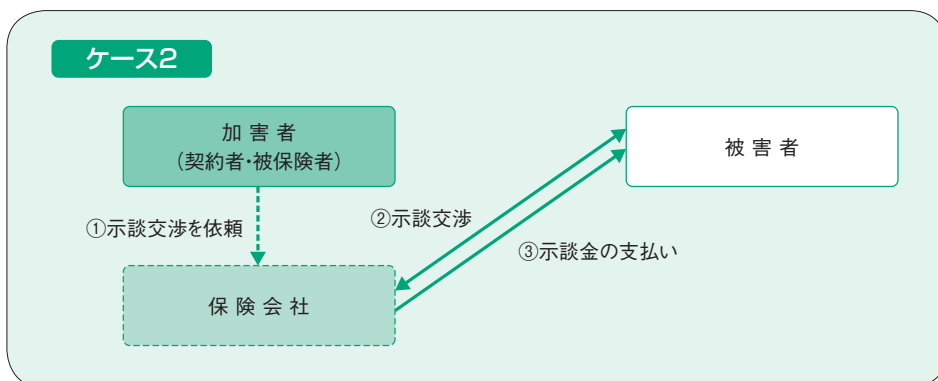 ケース2
加害者
(契約者・被保険者)
被害者
①示談交渉を依頼
②示談交渉
③示談金の支払い
保険会社